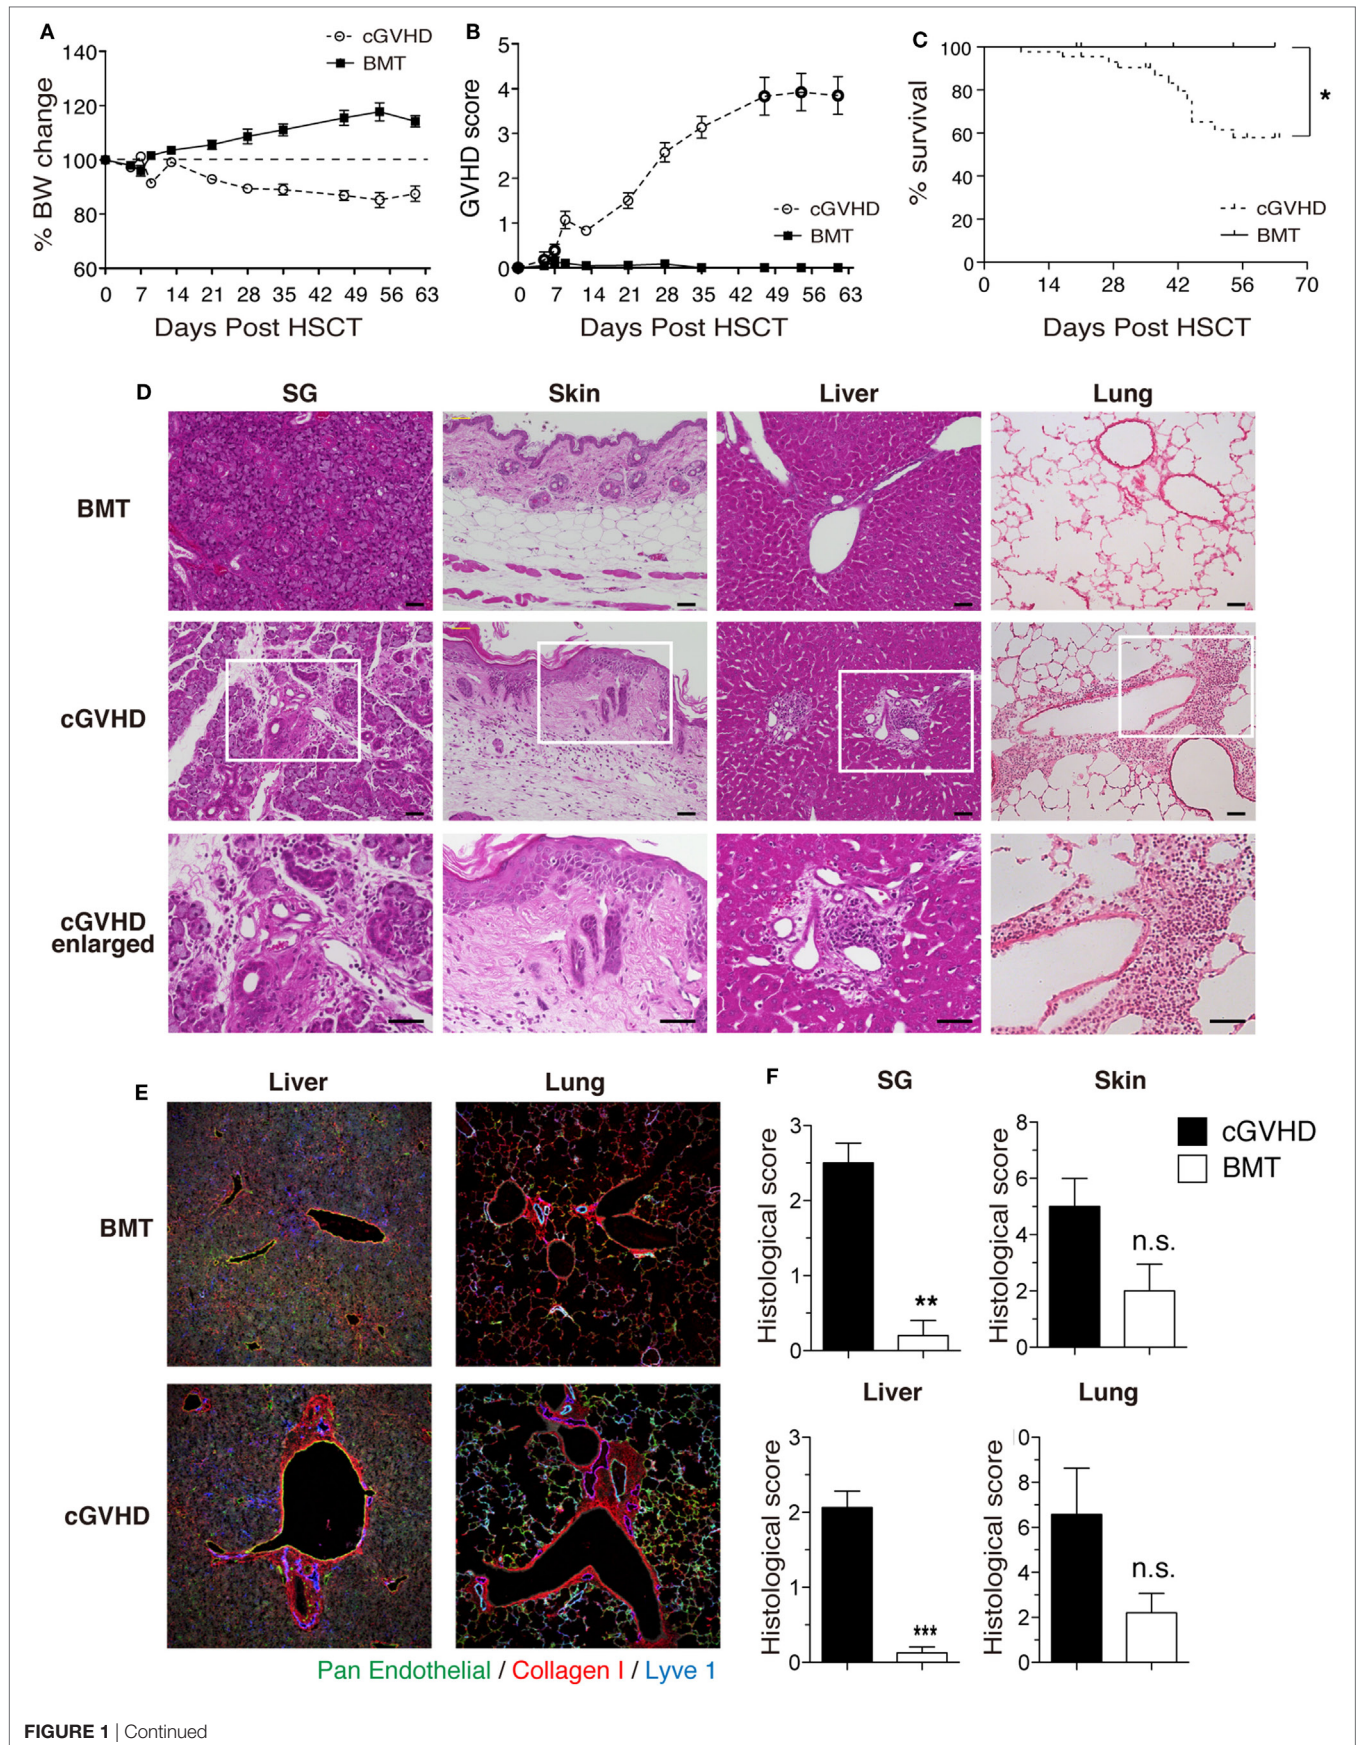 A
cGVHD
BMT
140
120
100
80
60
% BW change
0 7 14 21 28 35 42 49 56 63
Days Post HSCT
B
5
4
3
2
1
0
GVHD score
cGVHD
BMT
0 7 14 21 28 35 42 49 56 63
Days Post HSCT
C
100
80
60
40
20
0
% survival
*
cGVHD
BMT
0 14 28 42 56 70
Days Post HSCT
D
SG Skin Liver Lung
BMT
cGVHD
cGVHD
enlarged
E
Liver Lung
BMT
cGVHD
Pan Endothelial / Collagen I / Lyve 1
F
SG
3
2
1
0
Histological score
**
Skin
8
6
4
2
0
Histological score
n.s.
cGVHD
BMT
Liver
3
2
1
0
Histological score
***
Lung
0
8
6
4
2
0
Histological score
n.s.
FIGURE 1 | Continued